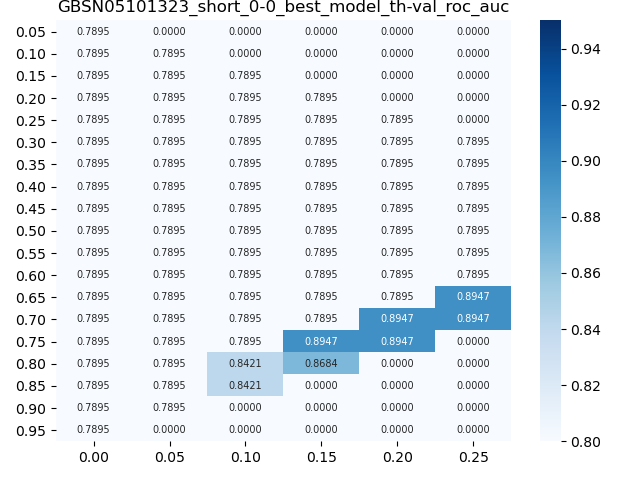 GBSN05101323_short_0-0_best_model_th-val_roc_auc
0.05 0.7895 0.0000 0.0000 0.0000 0.0000 0.0000
0.10 0.7895 0.7895 0.0000 0.0000 0.0000 0.0000
0.15 0.7895 0.7895 0.7895 0.0000 0.0000 0.0000
0.20 0.7895 0.7895 0.7895 0.7895 0.0000 0.0000
0.25 0.7895 0.7895 0.7895 0.7895 0.7895 0.0000
0.30 0.7895 0.7895 0.7895 0.7895 0.7895 0.7895
0.35 0.7895 0.7895 0.7895 0.7895 0.7895 0.7895
0.40 0.7895 0.7895 0.7895 0.7895 0.7895 0.7895
0.45 0.7895 0.7895 0.7895 0.7895 0.7895 0.7895
0.50 0.7895 0.7895 0.7895 0.7895 0.7895 0.7895
0.55 0.7895 0.7895 0.7895 0.7895 0.7895 0.7895
0.60 0.7895 0.7895 0.7895 0.7895 0.7895 0.7895
0.65 0.7895 0.7895 0.7895 0.7895 0.7895 0.8947
0.70 0.7895 0.7895 0.7895 0.7895 0.8947 0.8947
0.75 0.7895 0.7895 0.7895 0.8947 0.8947 0.0000
0.80 0.7895 0.7895 0.8421 0.8684 0.0000 0.0000
0.85 0.7895 0.7895 0.8421 0.0000 0.0000 0.0000
0.90 0.7895 0.7895 0.0000 0.0000 0.0000 0.0000
0.95 0.7895 0.0000 0.0000 0.0000 0.0000 0.0000
0.00 0.05 0.10 0.15 0.20 0.25
0.94
0.92
0.90
0.88
0.86
0.84
0.82
0.80